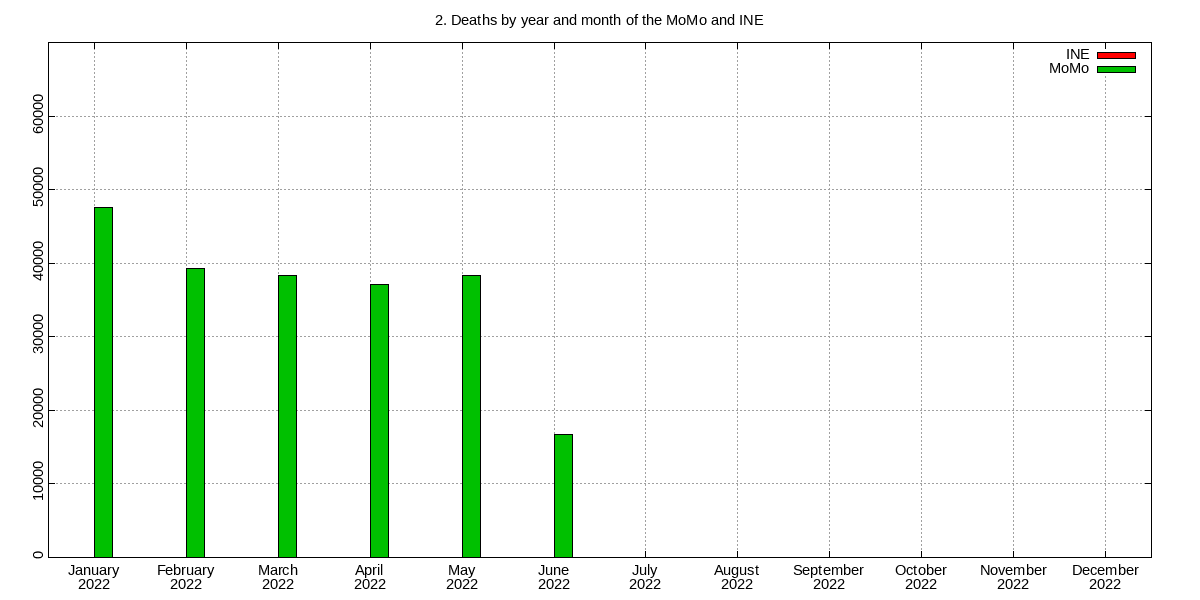 2. Deaths by year and month of the MoMo and INE
INE
MoMo
60000
50000
40000
30000
20000
10000
0
January February March April May June July August September October November December
2022 2022 2022 2022 2022 2022 2022 2022 2022 2022 2022 2022